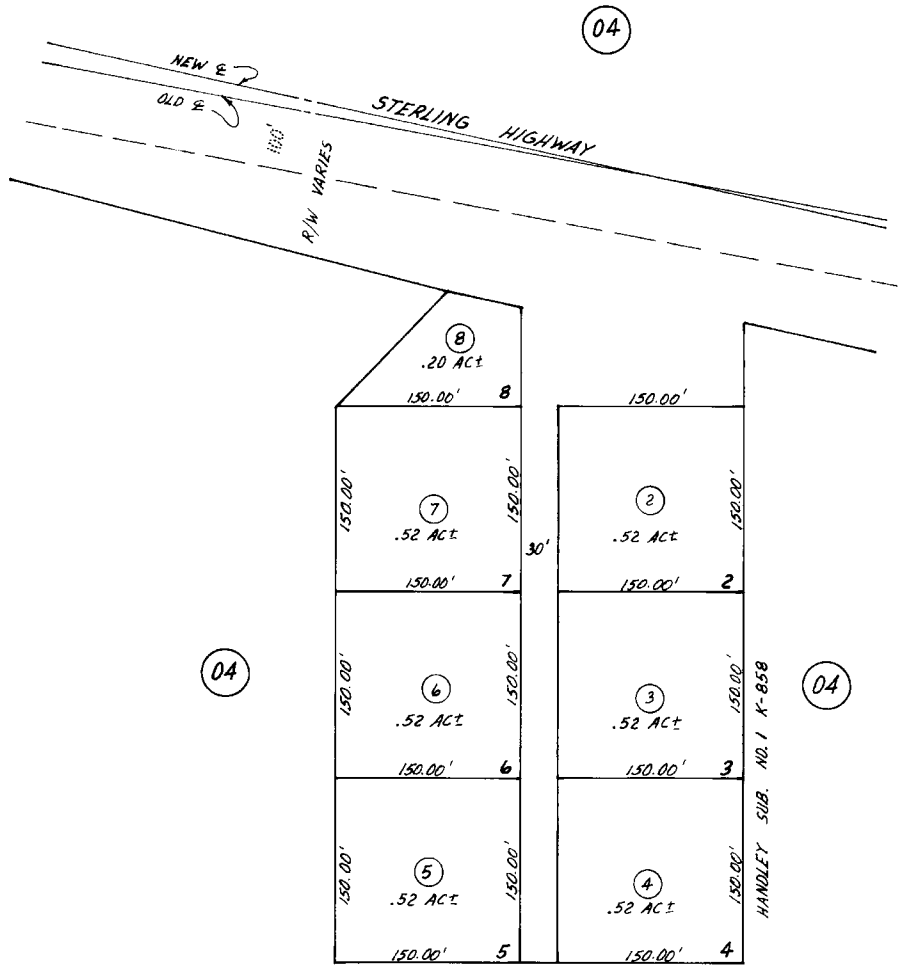 04
NEW ℄
OLD ℄
100'
STERLING HIGHWAY
R/W VARIES
8
.20 AC±
150.00' 8
150.00'
150.00'
7
.52 AC±
150.00'
150.00' 7
30'
2
.52 AC±
150.00'
150.00' 2
04
150.00'
6
.52 AC±
150.00'
150.00' 6
3
.52 AC±
150.00'
150.00' 3
04
HANDLEY SUB. NO. 1 K-858
150.00'
5
.52 AC±
150.00'
150.00' 5
4
.52 AC±
150.00'
150.00' 4